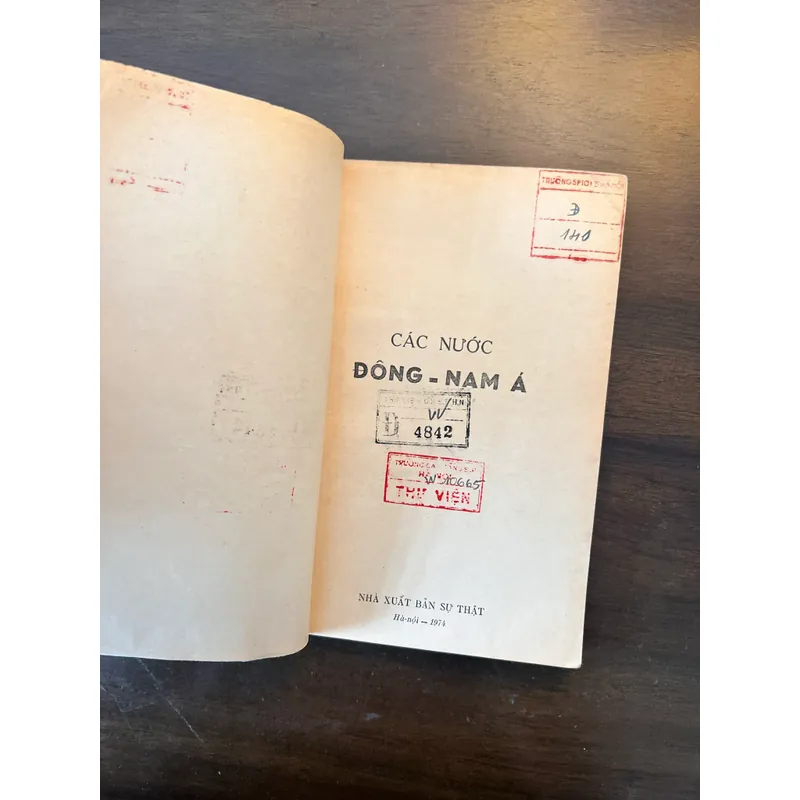 Đ
140
CÁC NƯỚC
ĐÔNG - NAM Á
Đ 4842
W 10665
THƯ VIỆN
NHÀ XUẤT BẢN SỰ THẬT
Hà-nội — 1974